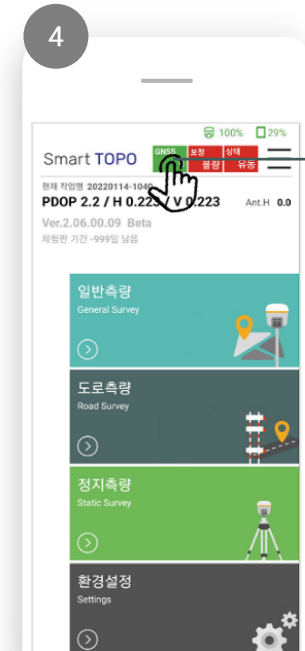 4
100% 29%
Smart TOPO GNSS 보정 불량 상태 유동
현재 작업명 20220114-1040
PDOP 2.2 / H 0.223 / V 0.223 Ant.H 0.0
Ver.2.06.00.09 Beta
체험판 기간 -999일 남음
일반측량
General Survey
도로측량
Road Survey
정지측량
Static Survey
환경설정
Settings